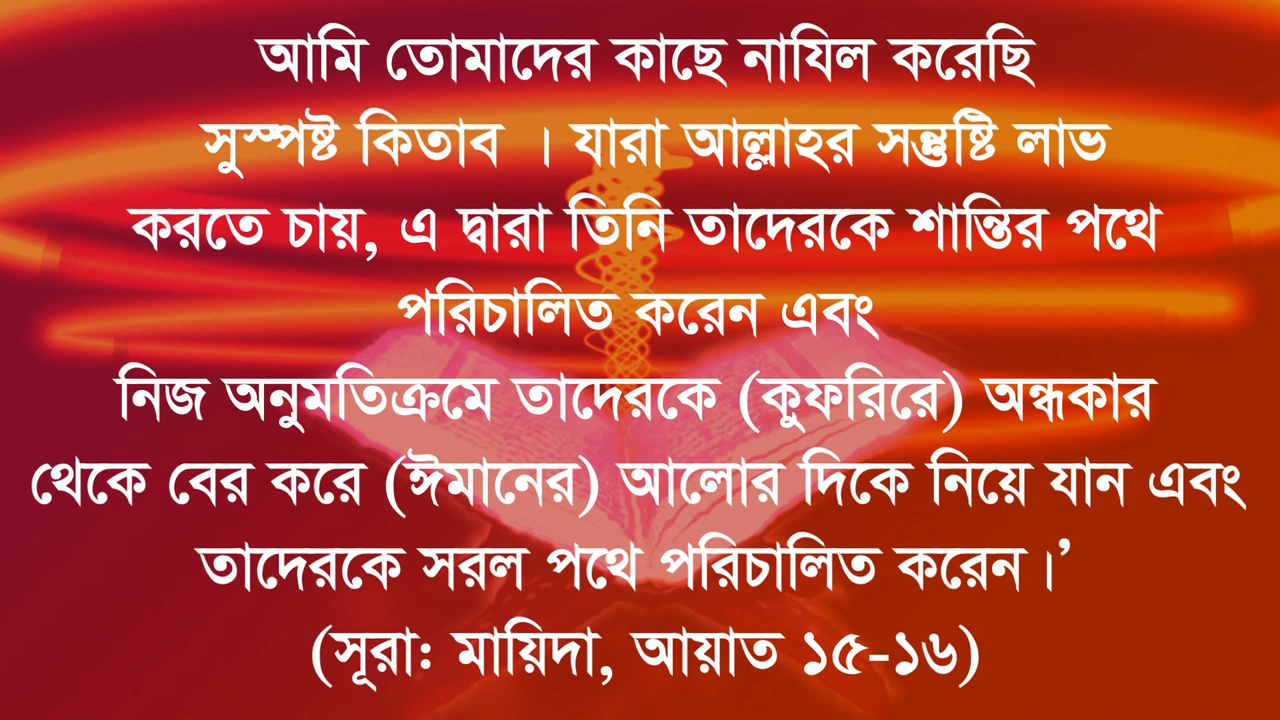 আমি তোমাদের কাছে নাযিল করেছি
সুস্পষ্ট কিতাব । যারা আল্লাহর সন্তুষ্টি লাভ
করতে চায়, এ দ্বারা তিনি তাদেরকে শান্তির পথে
পরিচালিত করেন এবং
নিজ অনুমতিক্রমে তাদেরকে (কুফরিরে) অন্ধকার
থেকে বের করে (ঈমানের) আলোর দিকে নিয়ে যান এবং
তাদেরকে সরল পথে পরিচালিত করেন।’
(সূরাঃ মায়িদা, আয়াত ১৫-১৬)